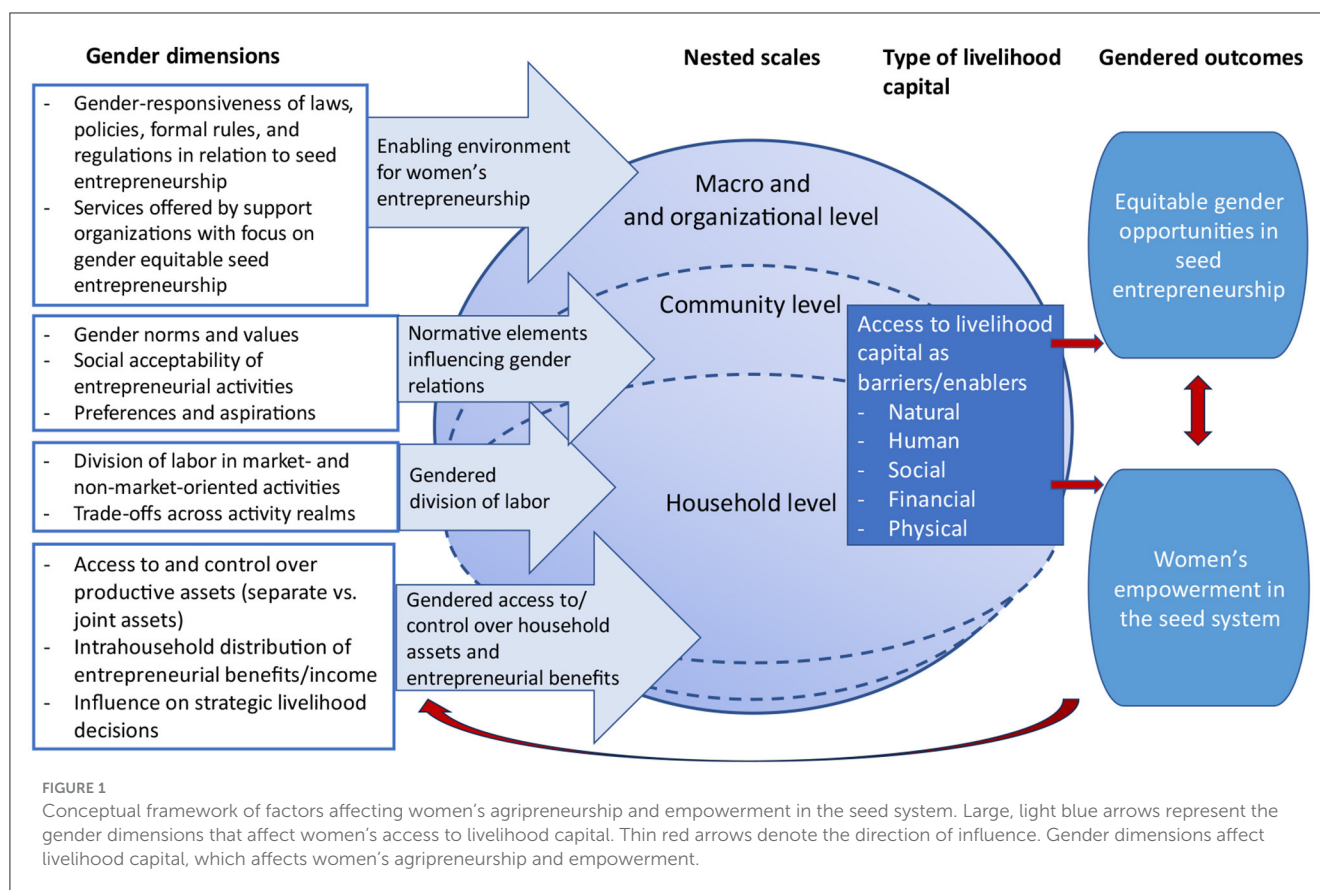 Gender dimensions
Nested scales
Type of livelihood
capital
Gendered outcomes
- Gender-responsiveness of laws,
policies, formal rules, and
regulations in relation to seed
entrepreneurship
- Services offered by support
organizations with focus on
gender equitable seed
entrepreneurship
Enabling environment
for women's
entrepreneurship
- Gender norms and values
- Social acceptability of
entrepreneurial activities
- Preferences and aspirations
Normative elements
influencing gender
relations
- Division of labor in market- and
non-market-oriented activities
- Trade-offs across activity realms
Gendered
division of labor
- Access to and control over
productive assets (separate vs.
joint assets)
- Intrahousehold distribution of
entrepreneurial benefits/income
- Influence on strategic livelihood
decisions
Gendered access to/
control over household
assets and
entrepreneurial benefits
Macro and
and organizational level
Community level
Household level
Access to livelihood
capital as
barriers/enablers
- Natural
- Human
- Social
- Financial
- Physical
Equitable gender
opportunities in
seed
entrepreneurship
Women's
empowerment in
the seed system
FIGURE 1
Conceptual framework of factors affecting women's agripreneurship and empowerment in the seed system. Large, light blue arrows represent the
gender dimensions that affect women's access to livelihood capital. Thin red arrows denote the direction of influence. Gender dimensions affect
livelihood capital, which affects women's agripreneurship and empowerment.